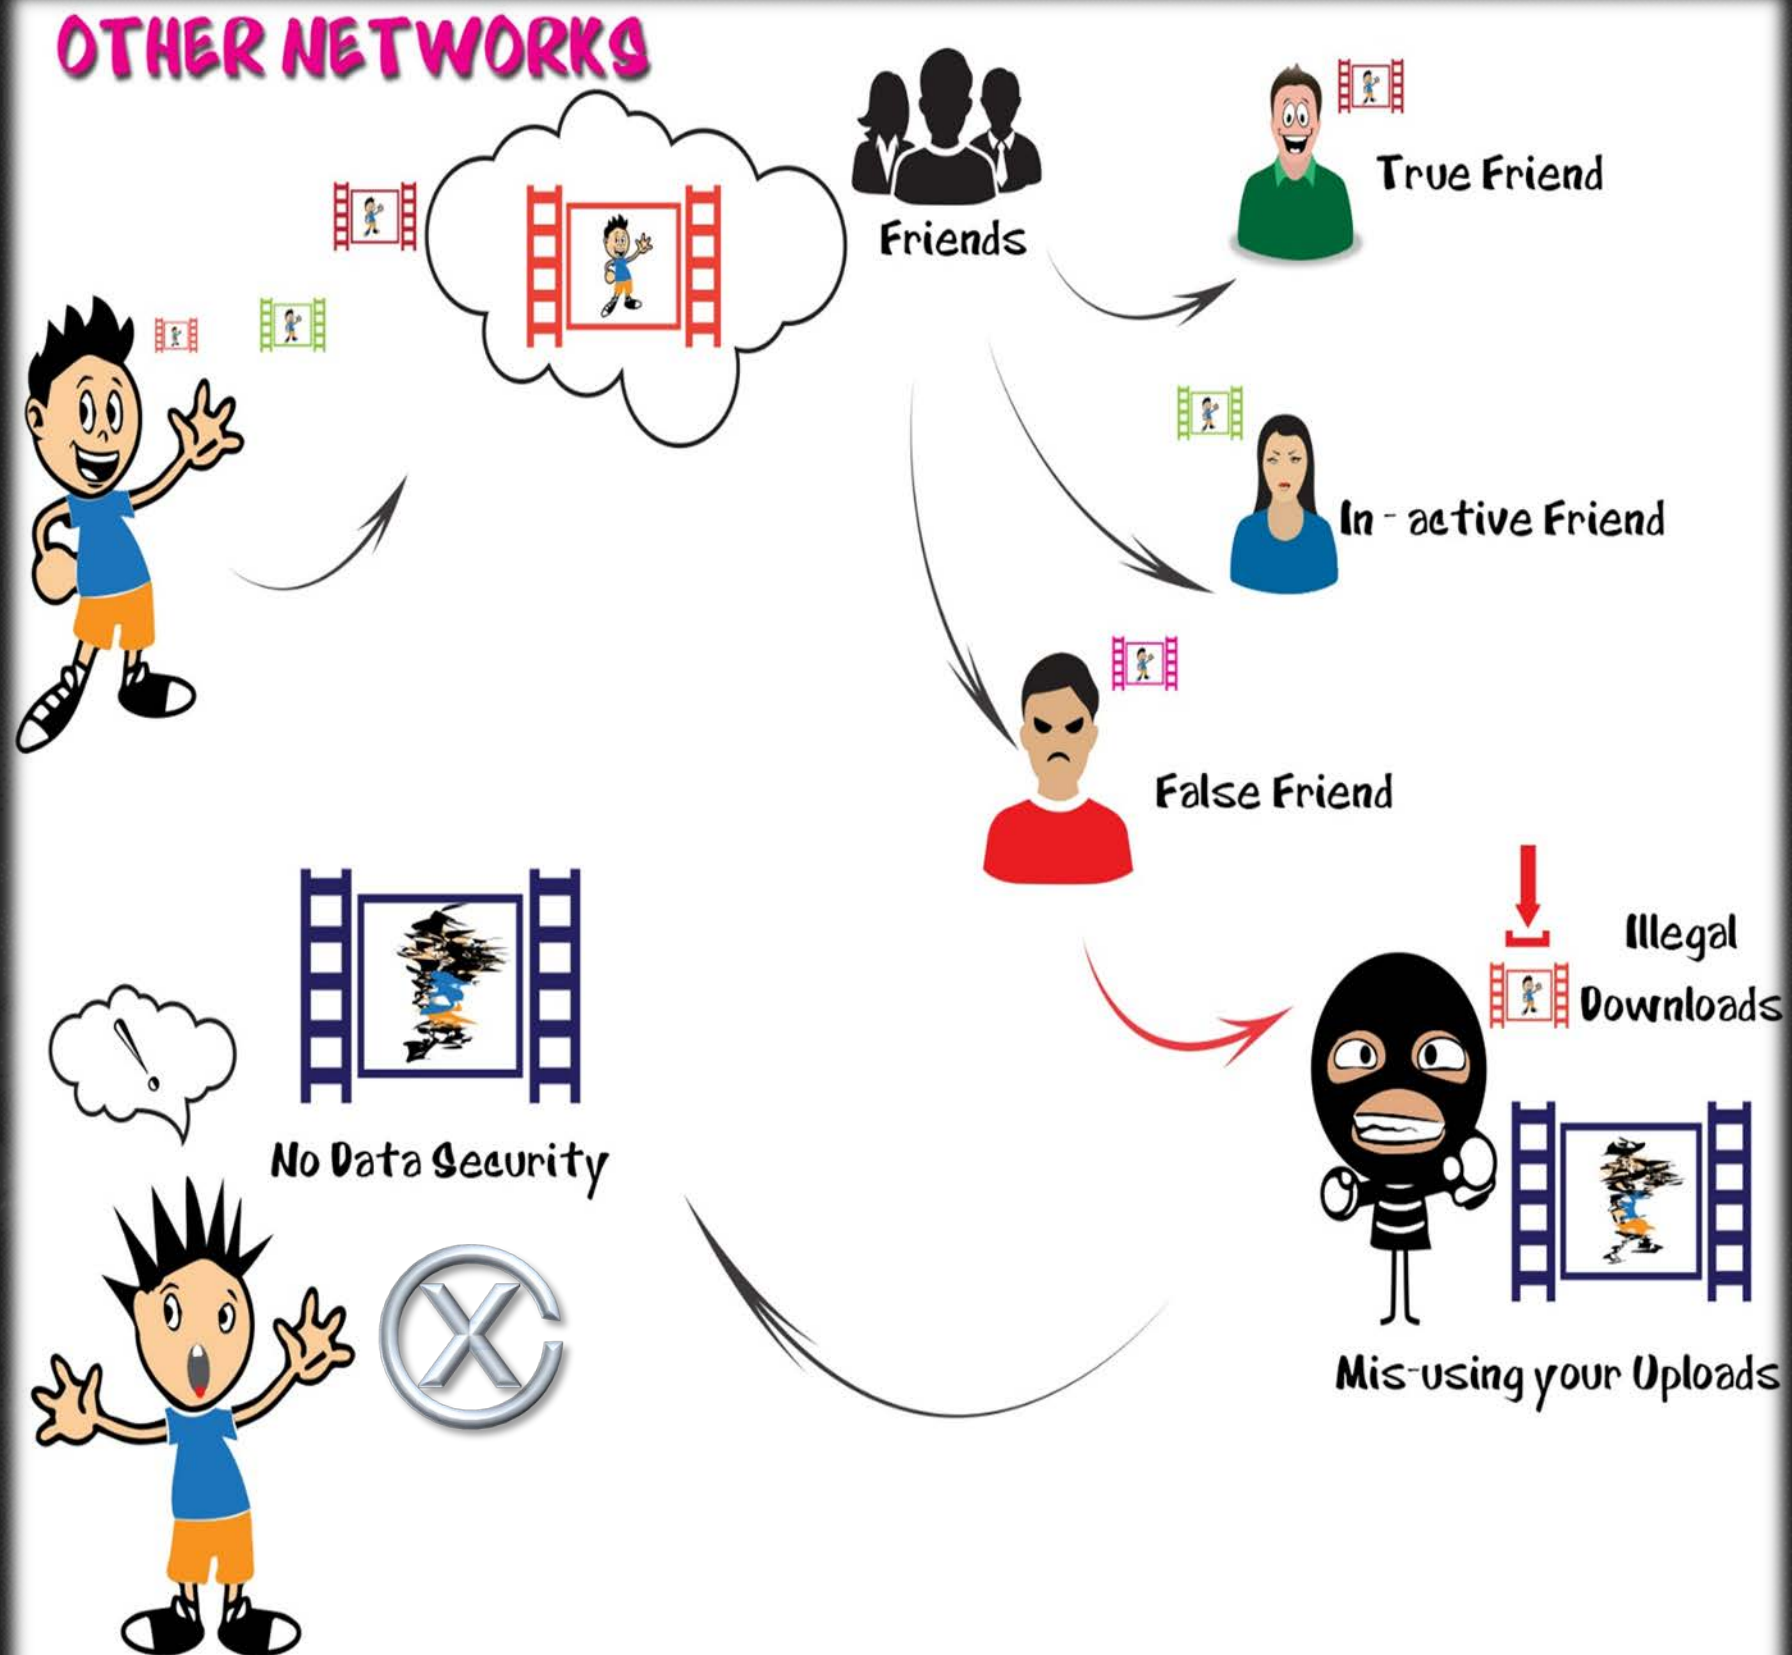 OTHER NETWORKS
Friends
True Friend
In - active Friend
False Friend
Illegal
Downloads
Mis-using your Uploads
No Data Security
X